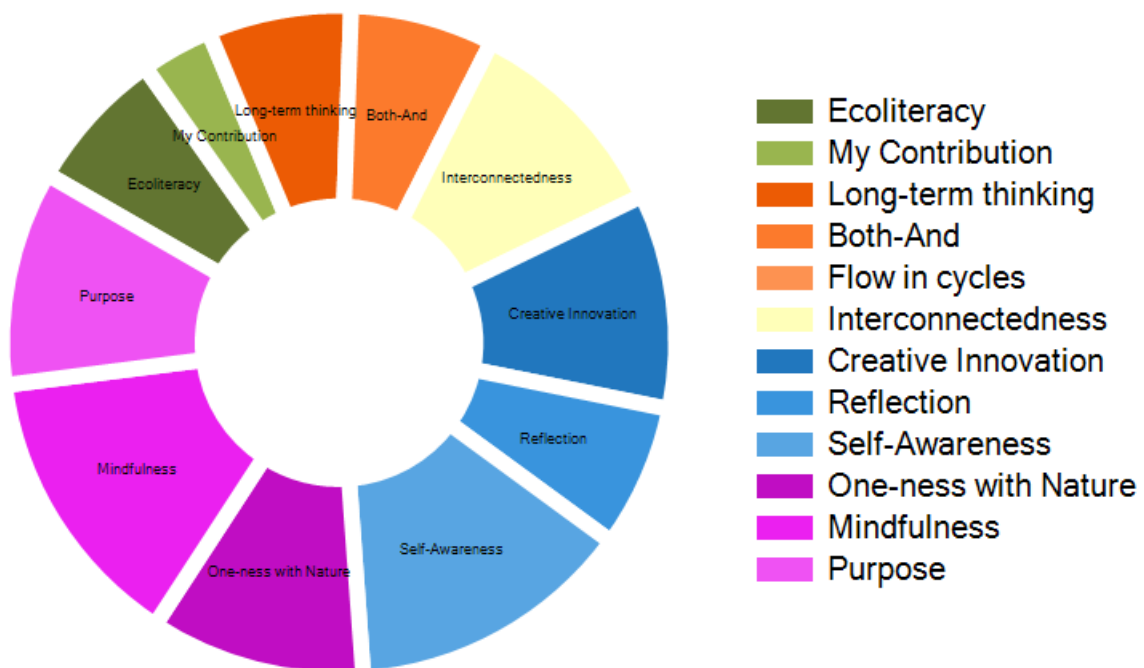 Long-term thinking
Both-And
My Contribution
Ecoliteracy
Interconnectedness
Purpose
Creative Innovation
Reflection
Mindfulness
Self-Awareness
One-ness with Nature
Ecoliteracy
My Contribution
Long-term thinking
Both-And
Flow in cycles
Interconnectedness
Creative Innovation
Reflection
Self-Awareness
One-ness with Nature
Mindfulness
Purpose